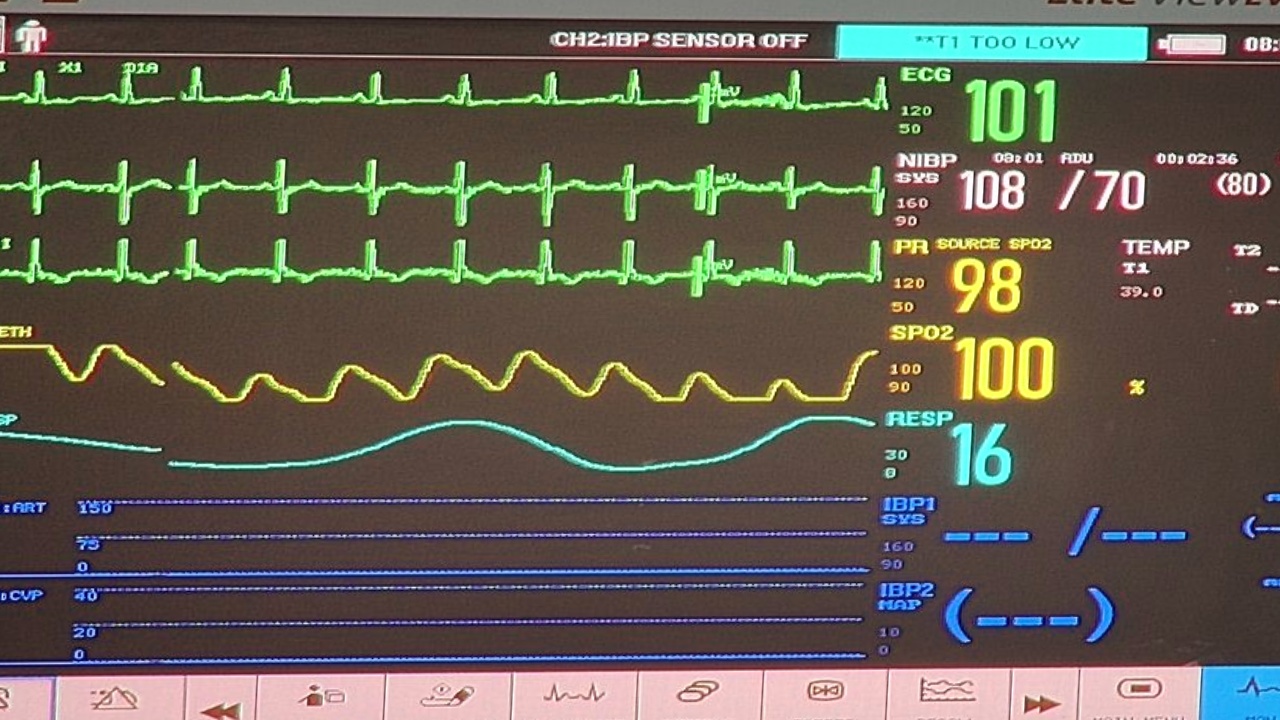 CH2:IBP SENSOR OFF
**T1 TOO LOW
08:
X1 DIA
ECG
101
120
50
NIBP 08:01 ADU 00:02:36
SYS
108 /70 (80)
160
90
PR SOURCE SPO2
98
120
50
TEMP T2
T1
39.0
TD
SPO2
100
%
100
90
RESP
16
30
8
:ART
150
75
0
IBP1
SYS
--- /---
160
90
:CVP
40
20
0
IBP2
MAP
(---)
10
0